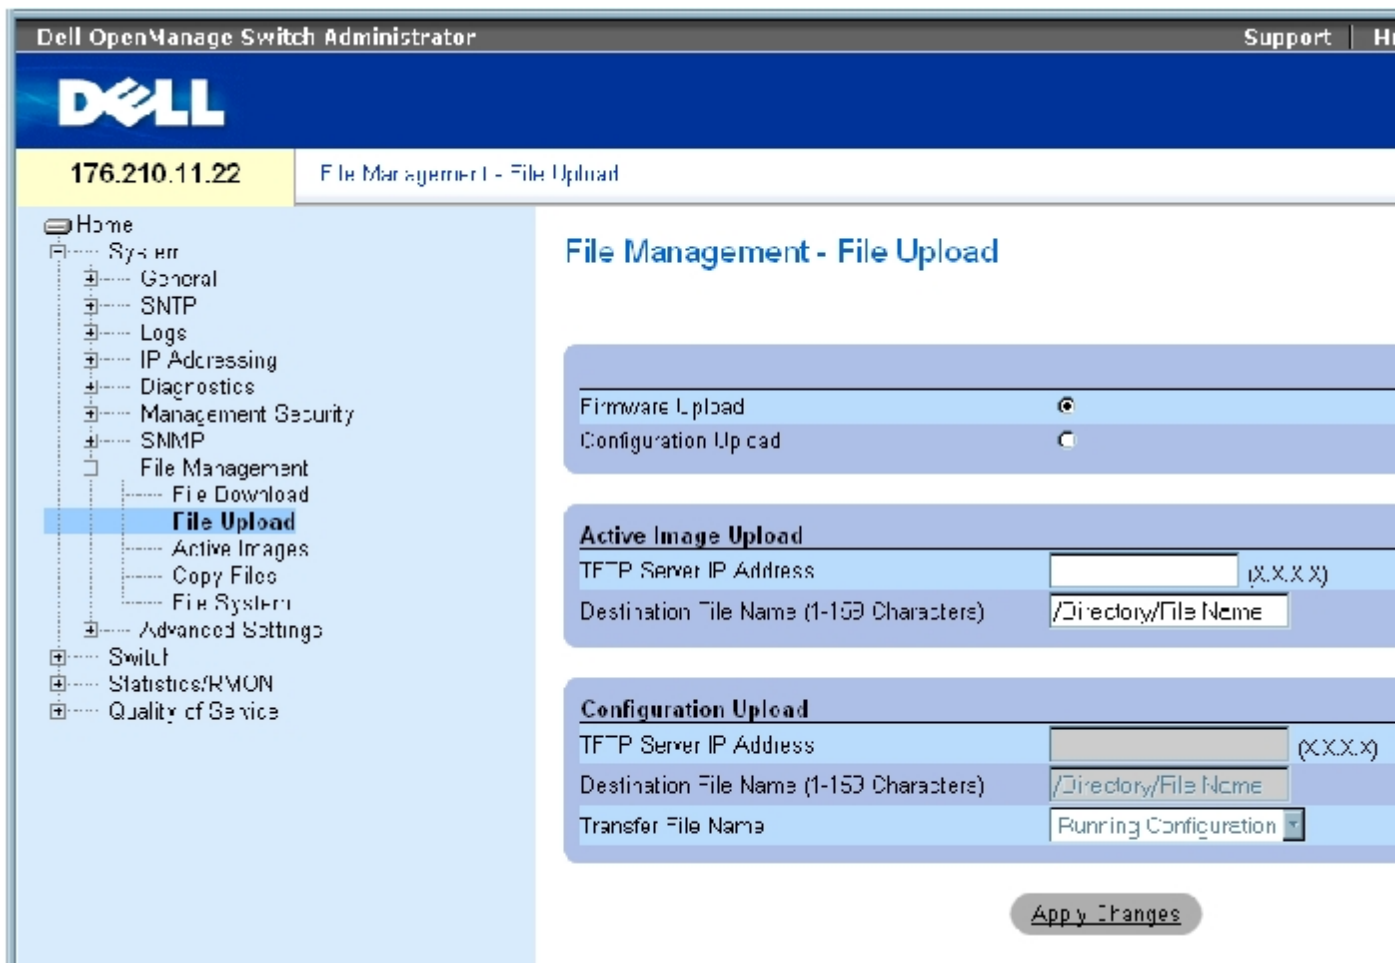 Dell OpenManage Switch Administrator
Support | H
DELL
176.210.11.22
File Management - File Upload
Home
System
General
SNTP
Logs
IP Addressing
Diagnostics
Management Security
SNMP
File Management
File Download
File Upload
Active Images
Copy Files
File System
Advanced Settings
Switch
Statistics/RMON
Quality of Service
File Management - File Upload
Firmware Upload
Configuration Upload
Active Image Upload
TFTP Server IP Address (X.X.X.X)
Destination File Name (1-159 Characters) /Directory/File Name
Configuration Upload
TFTP Server IP Address (X.X.X.X)
Destination File Name (1-159 Characters) /Directory/File Name
Transfer File Name Running Configuration
Apply Changes